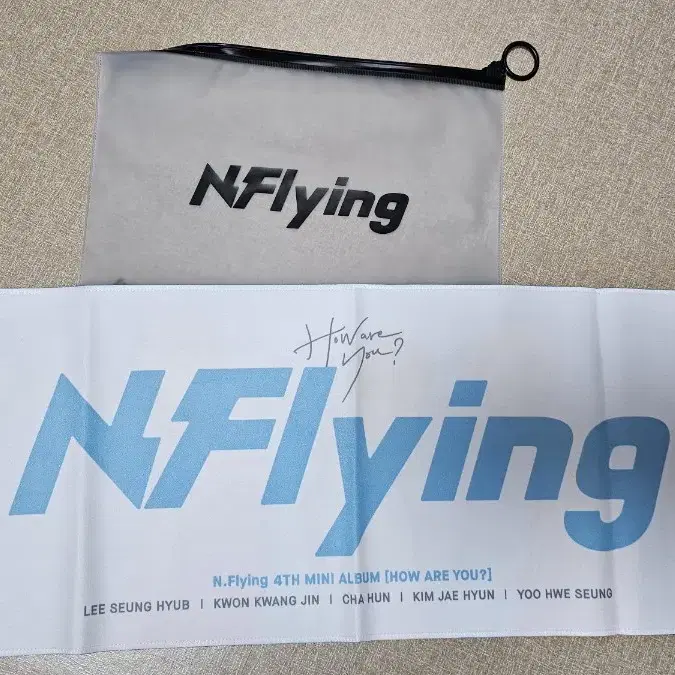 N.Flying
How are
you?
N.Flying
N.Flying 4TH MINI ALBUM [HOW ARE YOU?]
LEE SEUNG HYUB | KWON KWANG JIN | CHA HUN | KIM JAE HYUN | YOO HWE SEUNG